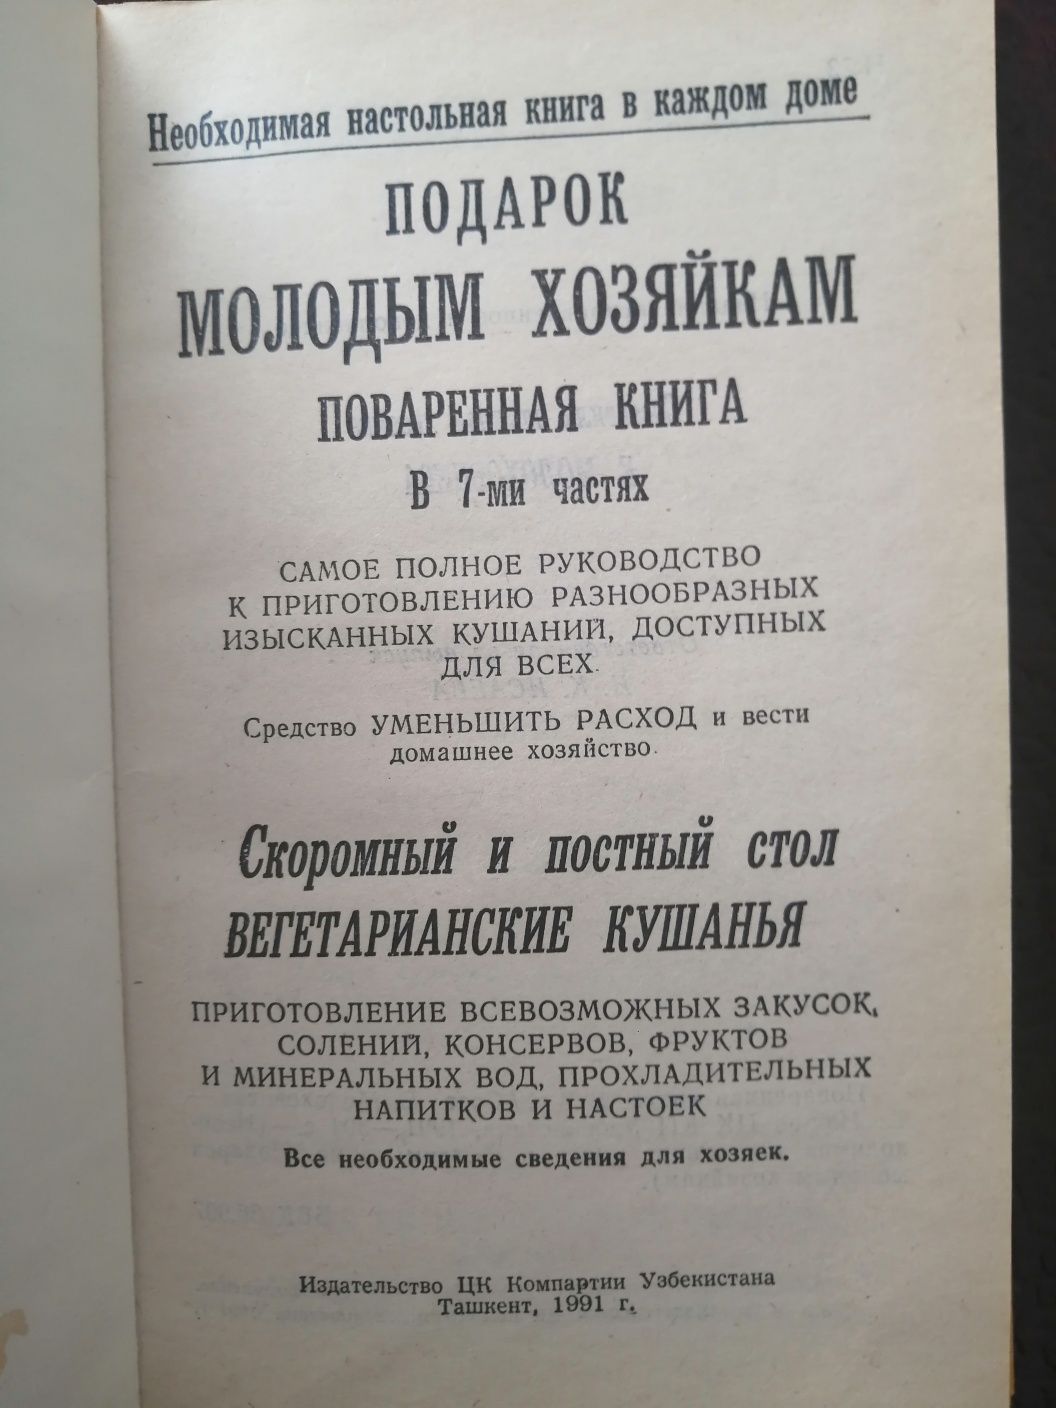 Необходимая настольная книга в каждом доме
ПОДАРОК
МОЛОДЫМ ХОЗЯЙКАМ
ПОВАРЕННАЯ КНИГА
В 7-ми частях
САМОЕ ПОЛНОЕ РУКОВОДСТВО
К ПРИГОТОВЛЕНИЮ РАЗНООБРАЗНЫХ
ИЗЫСКАННЫХ КУШАНИЙ, ДОСТУПНЫХ
ДЛЯ ВСЕХ.
Средство УМЕНЬШИТЬ РАСХОД и вести
домашнее хозяйство.
Скоромный и постный стол
ВЕГЕТАРИАНСКИЕ КУШАНЬЯ
ПРИГОТОВЛЕНИЕ ВСЕВОЗМОЖНЫХ ЗАКУСОК,
СОЛЕНИЙ, КОНСЕРВОВ, ФРУКТОВ
И МИНЕРАЛЬНЫХ ВОД, ПРОХЛАДИТЕЛЬНЫХ
НАПИТКОВ И НАСТОЕК
Все необходимые сведения для хозяек.
Издательство ЦК Компартии Узбекистана
Ташкент, 1991 г.